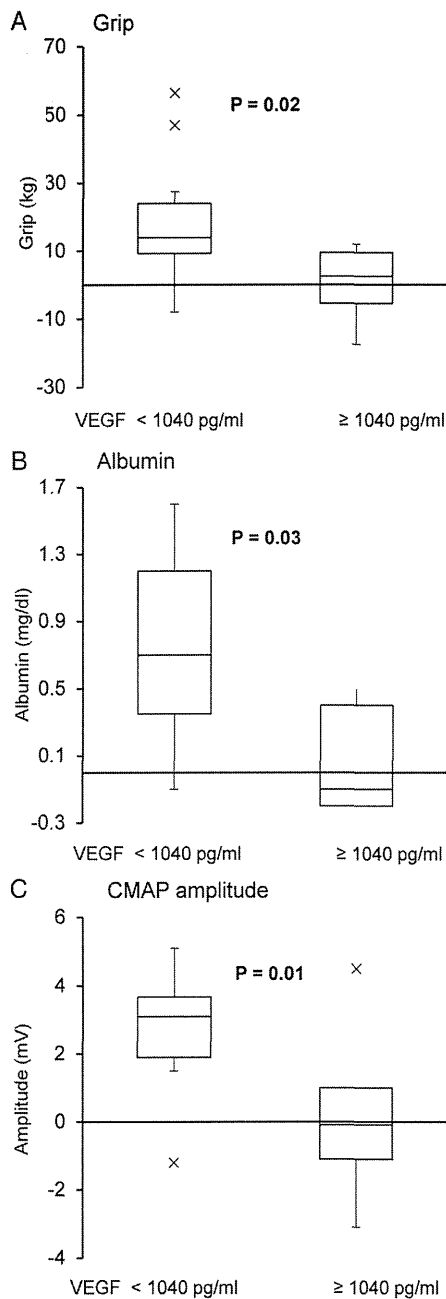 A Grip
70
50
30
10
-10
-30
Grip (kg)
P = 0.02
VEGF < 1040 pg/ml ≥ 1040 pg/ml
B Albumin
1.7
1.3
0.9
0.5
0.1
-0.3
Albumin (mg/dl)
P = 0.03
VEGF < 1040 pg/ml ≥ 1040 pg/ml
C CMAP amplitude
6
4
2
0
-2
-4
Amplitude (mV)
P = 0.01
VEGF < 1040 pg/ml ≥ 1040 pg/ml